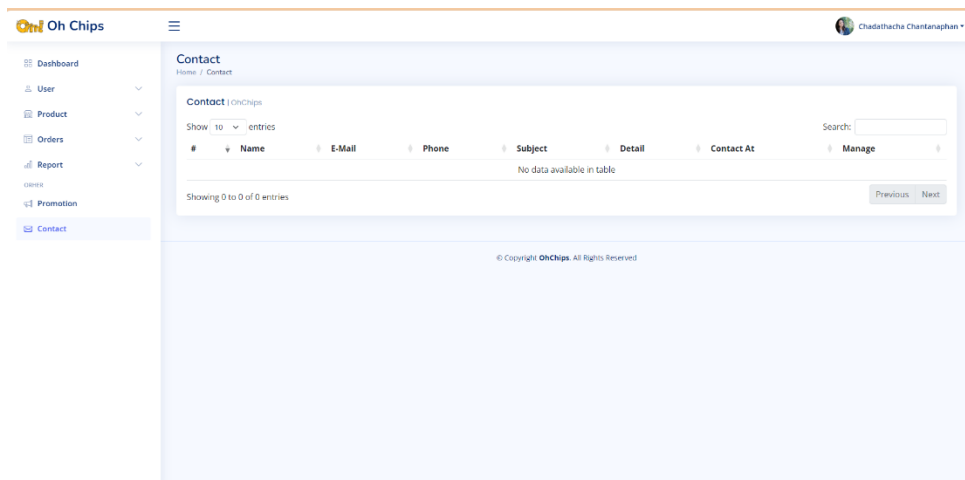 Oh! Oh Chips
Chadathacha Chantanaphan
Dashboard
User
Product
Orders
Report
Promotion
Contact
Contact
Home / Contact
Contact | OhChips
Show 10 entries
Search:
# Name E-Mail Phone Subject Detail Contact At Manage
No data available in table
Showing 0 to 0 of 0 entries
Previous Next
© Copyright OhChips. All Rights Reserved